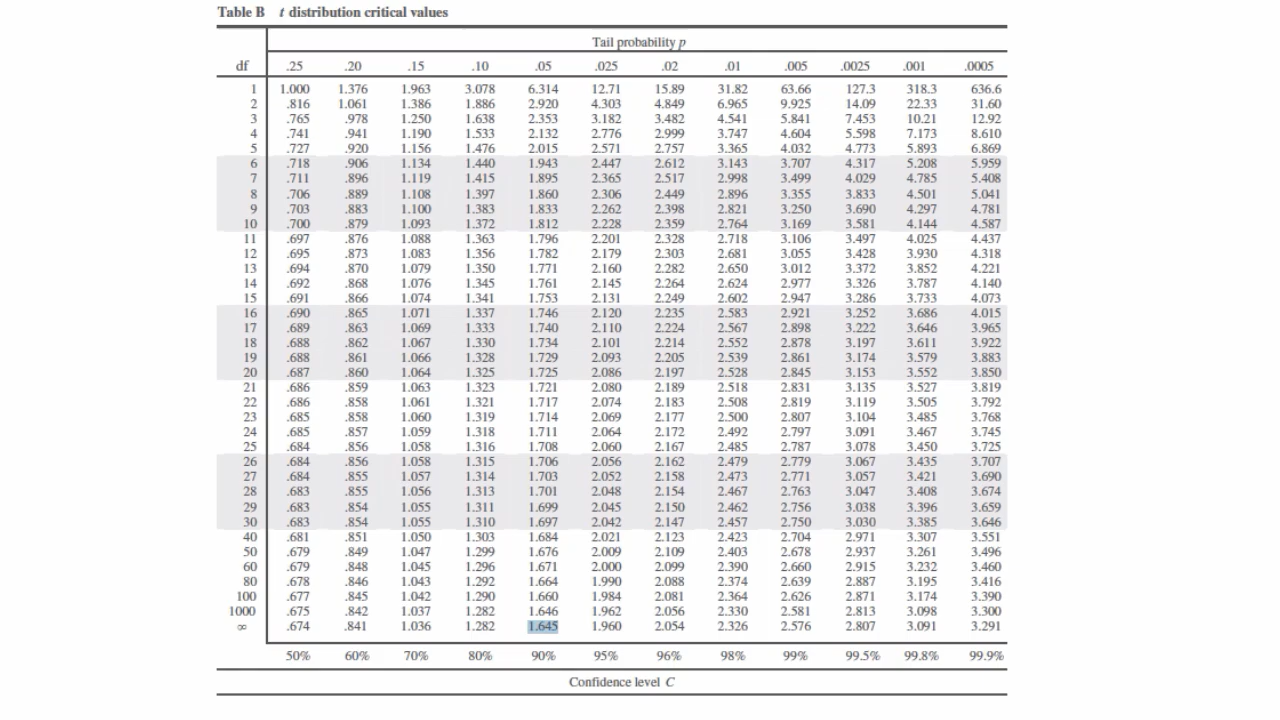 Table B t distribution critical values
Tail probability p
df .25 .20 .15 .10 .05 .025 .02 .01 .005 .0025 .001 .0005
1 1.000 1.376 1.963 3.078 6.314 12.71 15.89 31.82 63.66 127.3 318.3 636.6
2 .816 1.061 1.386 1.886 2.920 4.303 4.849 6.965 9.925 14.09 22.33 31.60
3 .765 .978 1.250 1.638 2.353 3.182 3.482 4.541 5.841 7.453 10.21 12.92
4 .741 .941 1.190 1.533 2.132 2.776 2.999 3.747 4.604 5.598 7.173 8.610
5 .727 .920 1.156 1.476 2.015 2.571 2.757 3.365 4.032 4.773 5.893 6.869
6 .718 .906 1.134 1.440 1.943 2.447 2.612 3.143 3.707 4.317 5.208 5.959
7 .711 .896 1.119 1.415 1.895 2.365 2.517 2.998 3.499 4.029 4.785 5.408
8 .706 .889 1.108 1.397 1.860 2.306 2.449 2.896 3.355 3.833 4.501 5.041
9 .703 .883 1.100 1.383 1.833 2.262 2.398 2.821 3.250 3.690 4.297 4.781
10 .700 .879 1.093 1.372 1.812 2.228 2.359 2.764 3.169 3.581 4.144 4.587
11 .697 .876 1.088 1.363 1.796 2.201 2.328 2.718 3.106 3.497 4.025 4.437
12 .695 .873 1.083 1.356 1.782 2.179 2.303 2.681 3.055 3.428 3.930 4.318
13 .694 .870 1.079 1.350 1.771 2.160 2.282 2.650 3.012 3.372 3.852 4.221
14 .692 .868 1.076 1.345 1.761 2.145 2.264 2.624 2.977 3.326 3.787 4.140
15 .691 .866 1.074 1.341 1.753 2.131 2.249 2.602 2.947 3.286 3.733 4.073
16 .690 .865 1.071 1.337 1.746 2.120 2.235 2.583 2.921 3.252 3.686 4.015
17 .689 .863 1.069 1.333 1.740 2.110 2.224 2.567 2.898 3.222 3.646 3.965
18 .688 .862 1.067 1.330 1.734 2.101 2.214 2.552 2.878 3.197 3.611 3.922
19 .688 .861 1.066 1.328 1.729 2.093 2.205 2.539 2.861 3.174 3.579 3.883
20 .687 .860 1.064 1.325 1.725 2.086 2.197 2.528 2.845 3.153 3.552 3.850
21 .686 .859 1.063 1.323 1.721 2.080 2.189 2.518 2.831 3.135 3.527 3.819
22 .686 .858 1.061 1.321 1.717 2.074 2.183 2.508 2.819 3.119 3.505 3.792
23 .685 .858 1.060 1.319 1.714 2.069 2.177 2.500 2.807 3.104 3.485 3.768
24 .685 .857 1.059 1.318 1.711 2.064 2.172 2.492 2.797 3.091 3.467 3.745
25 .684 .856 1.058 1.316 1.708 2.060 2.167 2.485 2.787 3.078 3.450 3.725
26 .684 .856 1.058 1.315 1.706 2.056 2.162 2.479 2.779 3.067 3.435 3.707
27 .684 .855 1.057 1.314 1.703 2.052 2.158 2.473 2.771 3.057 3.421 3.690
28 .683 .855 1.056 1.313 1.701 2.048 2.154 2.467 2.763 3.047 3.408 3.674
29 .683 .854 1.055 1.311 1.699 2.045 2.150 2.462 2.756 3.038 3.396 3.659
30 .683 .854 1.055 1.310 1.697 2.042 2.147 2.457 2.750 3.030 3.385 3.646
40 .681 .851 1.050 1.303 1.684 2.021 2.123 2.423 2.704 2.971 3.307 3.551
50 .679 .849 1.047 1.299 1.676 2.009 2.109 2.403 2.678 2.937 3.261 3.496
60 .679 .848 1.045 1.296 1.671 2.000 2.099 2.390 2.660 2.915 3.232 3.460
80 .678 .846 1.043 1.292 1.664 1.990 2.088 2.374 2.639 2.887 3.195 3.416
100 .677 .845 1.042 1.290 1.660 1.984 2.081 2.364 2.626 2.871 3.174 3.390
1000 .675 .842 1.037 1.282 1.646 1.962 2.056 2.330 2.581 2.813 3.098 3.300
∞ .674 .841 1.036 1.282 1.645 1.960 2.054 2.326 2.576 2.807 3.091 3.291
50% 60% 70% 80% 90% 95% 96% 98% 99% 99.5% 99.8% 99.9%
Confidence level C